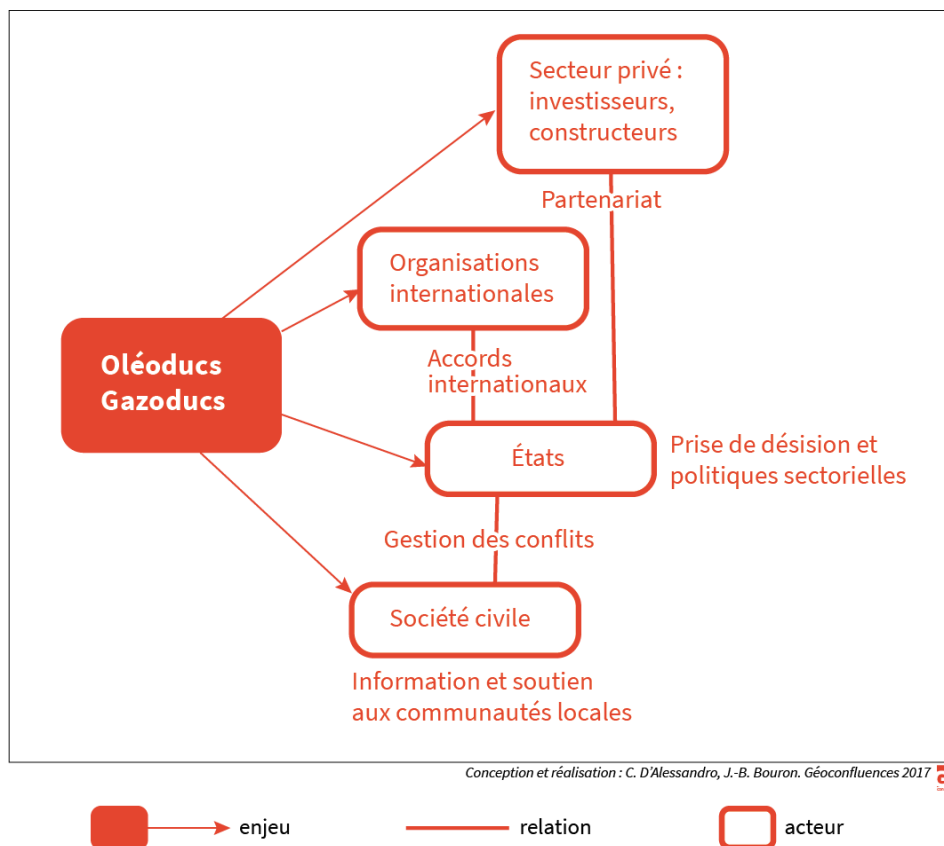 Secteur privé :
investisseurs,
constructeurs
Partenariat
Organisations
internationales
Oléoducs
Gazoducs
Accords
internationaux
États
Prise de désision et
politiques sectorielles
Gestion des conflits
Société civile
Information et soutien
aux communautés locales
Conception et réalisation : C. D'Alessandro, J.-B. Bouron. Géoconfluences 2017
enjeu
relation
acteur